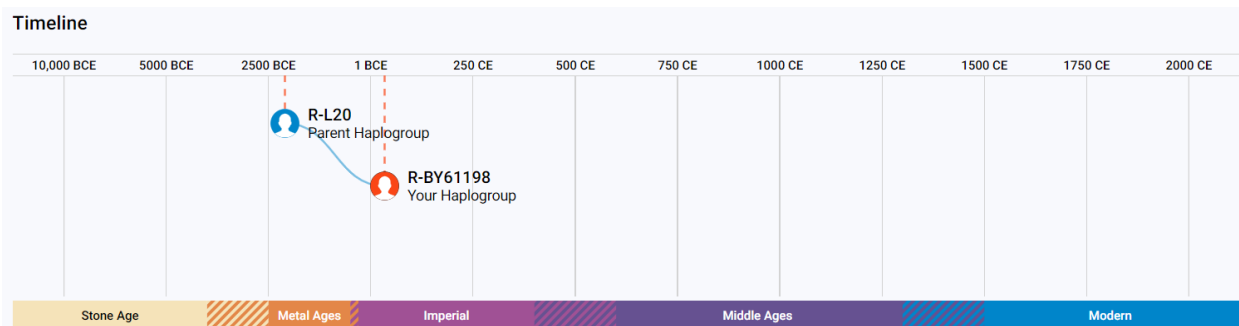 Timeline
10,000 BCE 5000 BCE 2500 BCE 1 BCE 250 CE 500 CE 750 CE 1000 CE 1250 CE 1500 CE 1750 CE 2000 CE
R-L20
Parent Haplogroup
R-BY61198
Your Haplogroup
Stone Age Metal Ages Imperial Middle Ages Modern